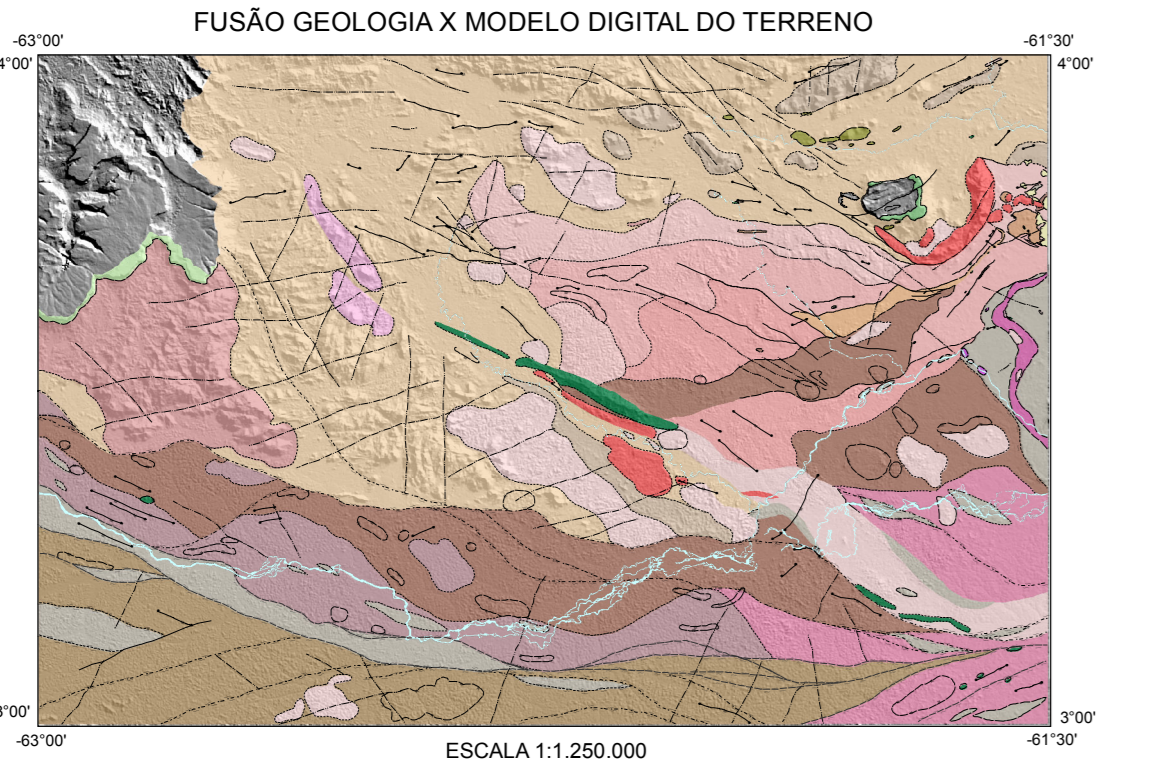 FUSÃO GEOLOGIA X MODELO DIGITAL DO TERRENO
-63°00' -61°30'
4°00' 4°00'
3°00' 3°00'
-63°00' -61°30'
ESCALA 1:1.250.000